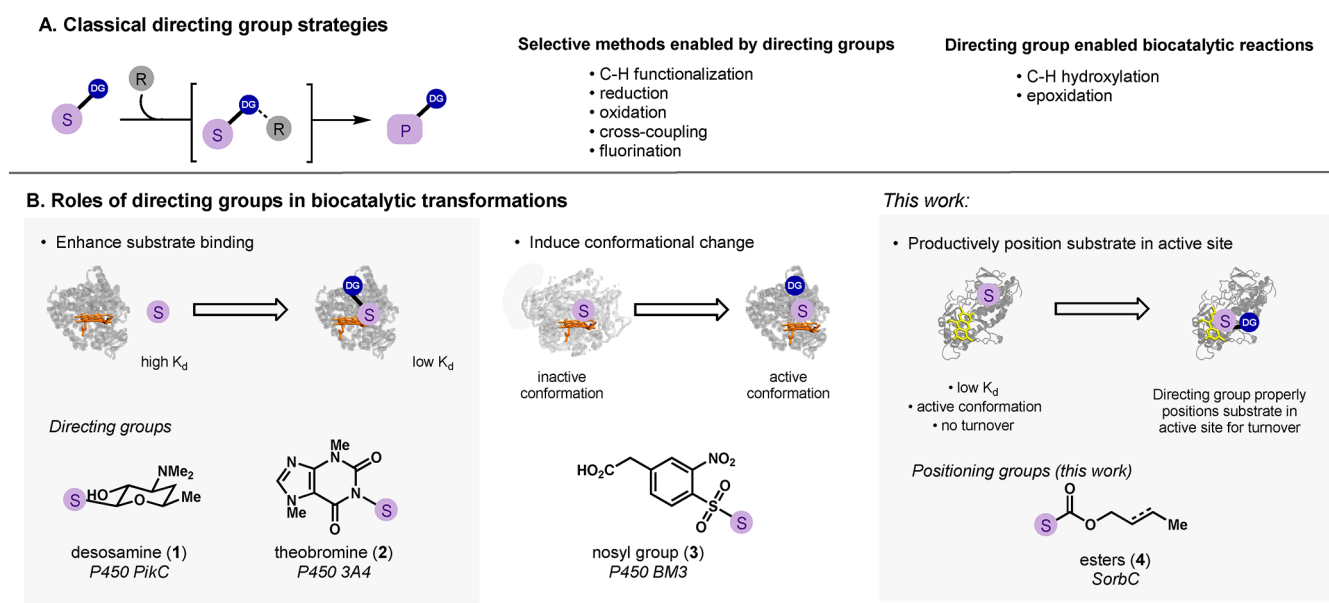 A. Classical directing group strategies
S
DG
R
S
DG
R
P
DG
Selective methods enabled by directing groups
• C-H functionalization
• reduction
• oxidation
• cross-coupling
• fluorination
Directing group enabled biocatalytic reactions
• C-H hydroxylation
• epoxidation
B. Roles of directing groups in biocatalytic transformations
• Enhance substrate binding
S
high Kd
DG
S
low Kd
Directing groups
S
HO
O
NMe2
Me
desosamine (1)
P450 PikC
Me
N
N
O
N
N
Me
O
S
theobromine (2)
P450 3A4
• Induce conformational change
S
inactive
conformation
DG
S
active
conformation
HO2C
NO2
O
S
O
S
nosyl group (3)
P450 BM3
This work:
• Productively position substrate in active site
S
• low Kd
• active conformation
• no turnover
S
DG
Directing group properly
positions substrate in
active site for turnover
Positioning groups (this work)
O
S
O
Me
esters (4)
SorbC